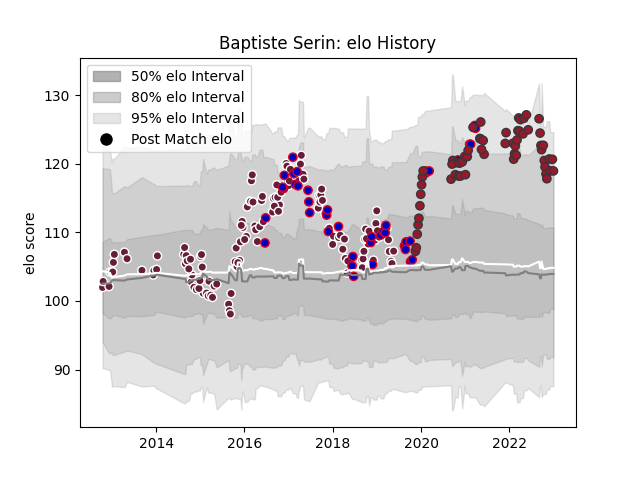 Baptiste Serin: elo History
50% elo Interval
80% elo Interval
95% elo Interval
Post Match elo
elo score
130
120
110
100
90
2014
2016
2018
2020
2022